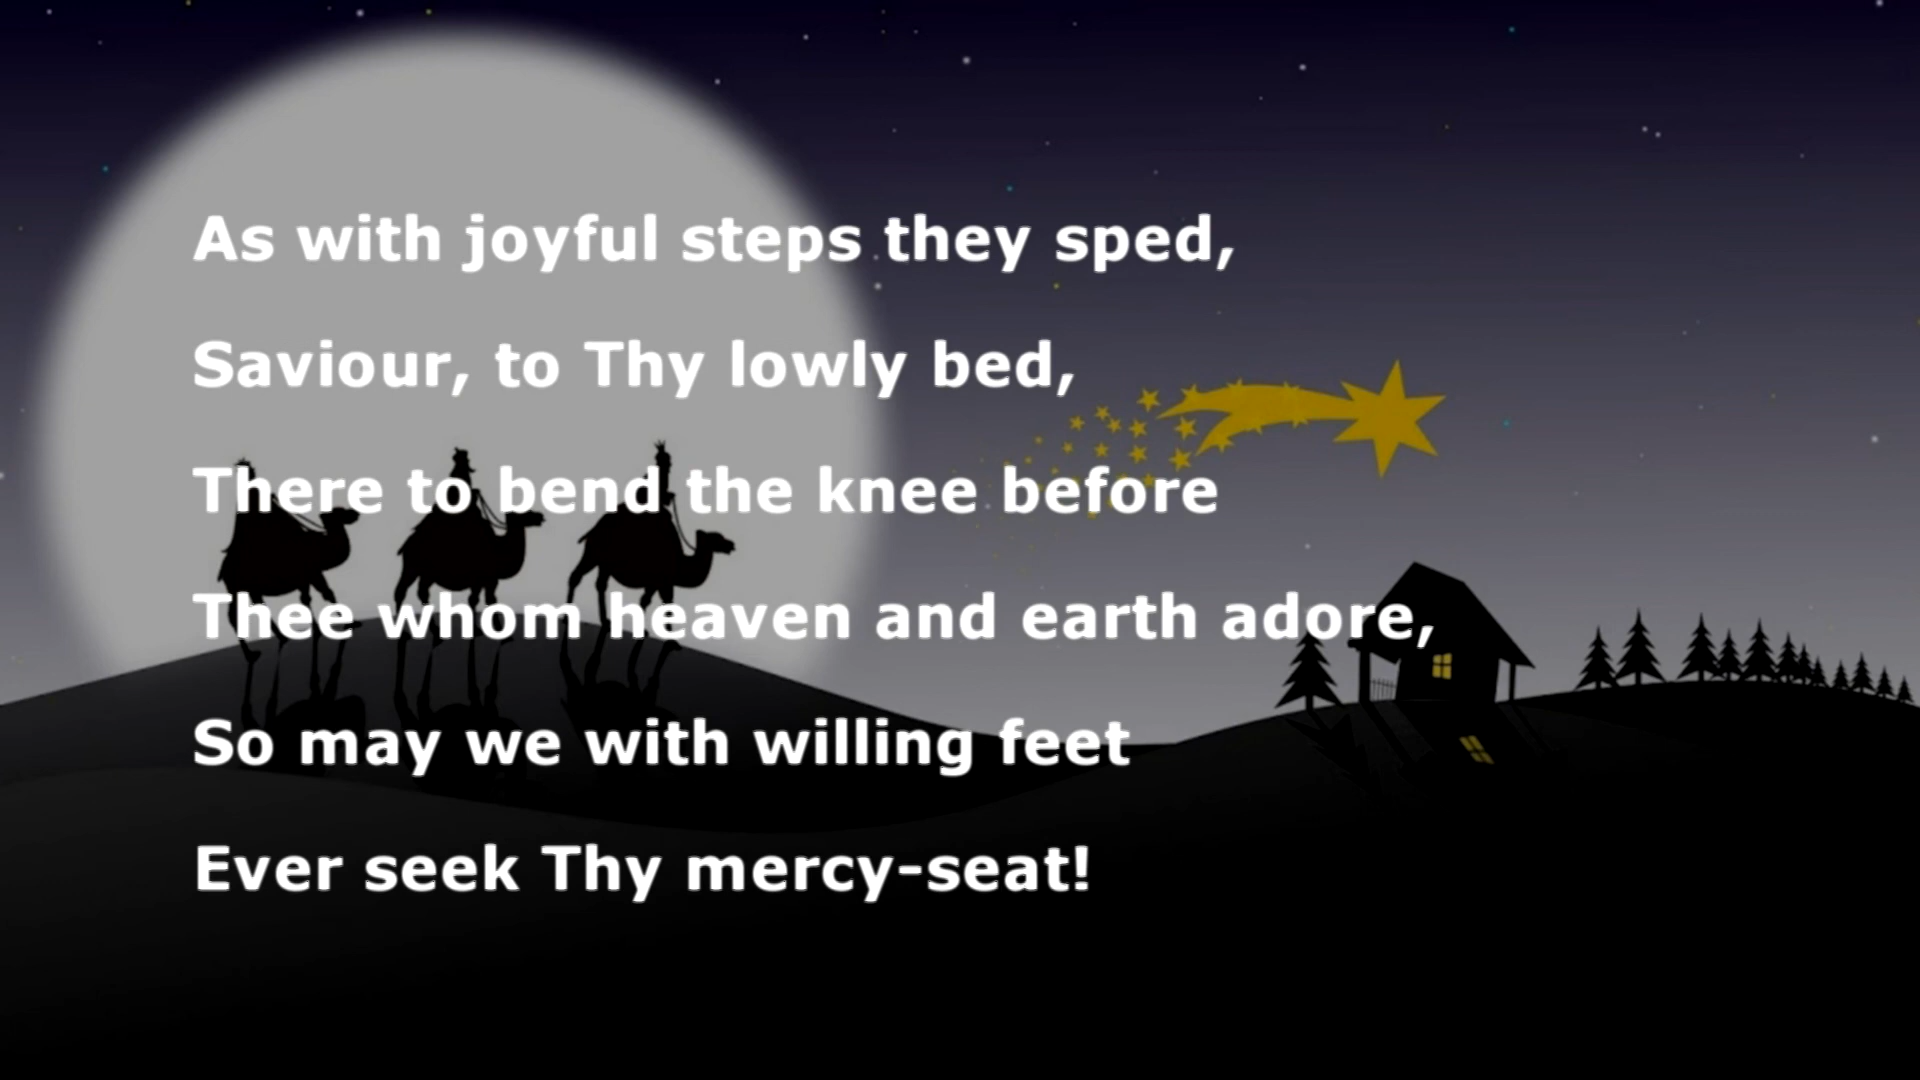 As with joyful steps they sped,
Saviour, to Thy lowly bed,
There to bend the knee before
Thee whom heaven and earth adore,
So may we with willing feet
Ever seek Thy mercy-seat!